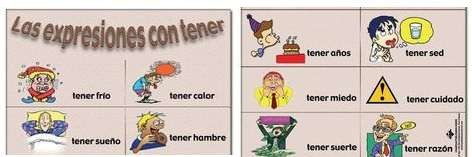 Las expresiones con tener
tener frío
tener calor
tener sueño
tener hambre
tener años
tener sed
tener miedo
tener cuidado
tener suerte
tener razón